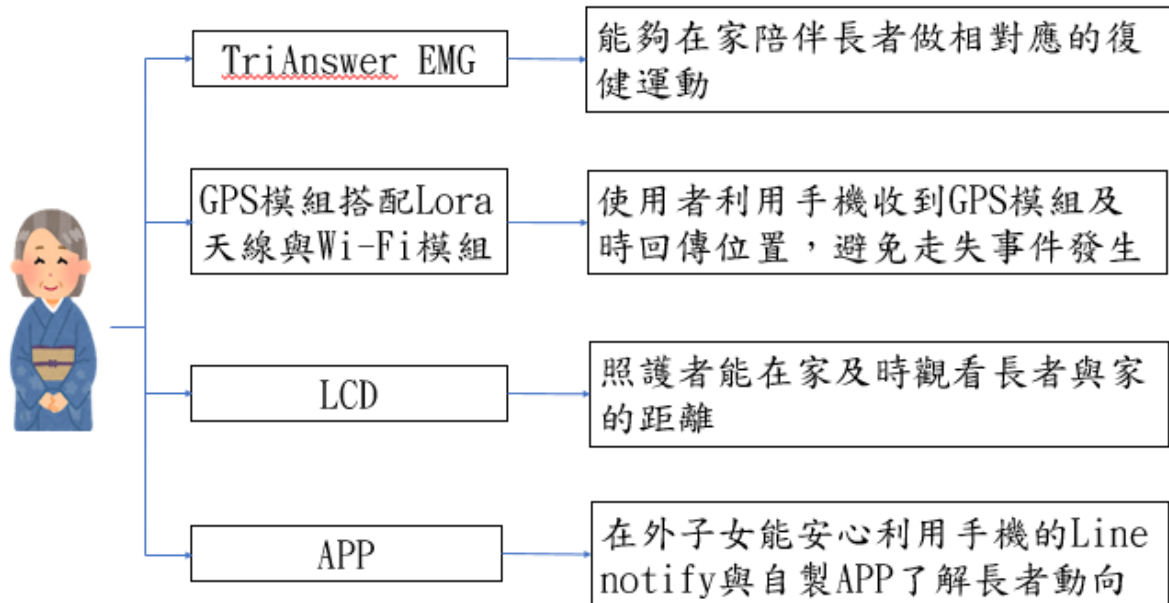 TriAnswer EMG
能夠在家陪伴長者做相對應的復
健運動
GPS模組搭配Lora
天線與Wi-Fi模組
使用者利用手機收到GPS模組及
時回傳位置，避免走失事件發生
LCD
照護者能在家及時觀看長者與家
的距離
APP
在外子女能安心利用手機的Line
notify與自製APP了解長者動向